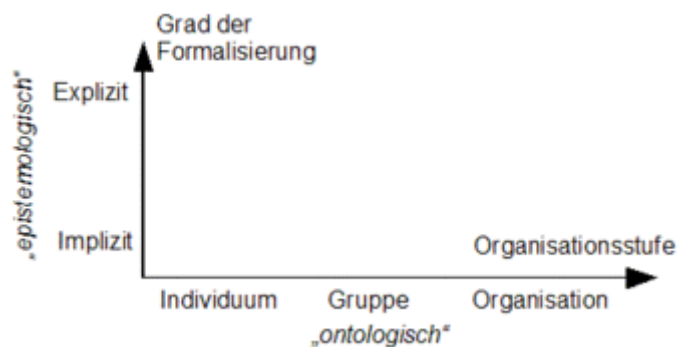 Grad der
Formalisierung
Explizit
„epistemologisch“
Implizit
Organisationsstufe
Individuum Gruppe Organisation
„ontologisch“